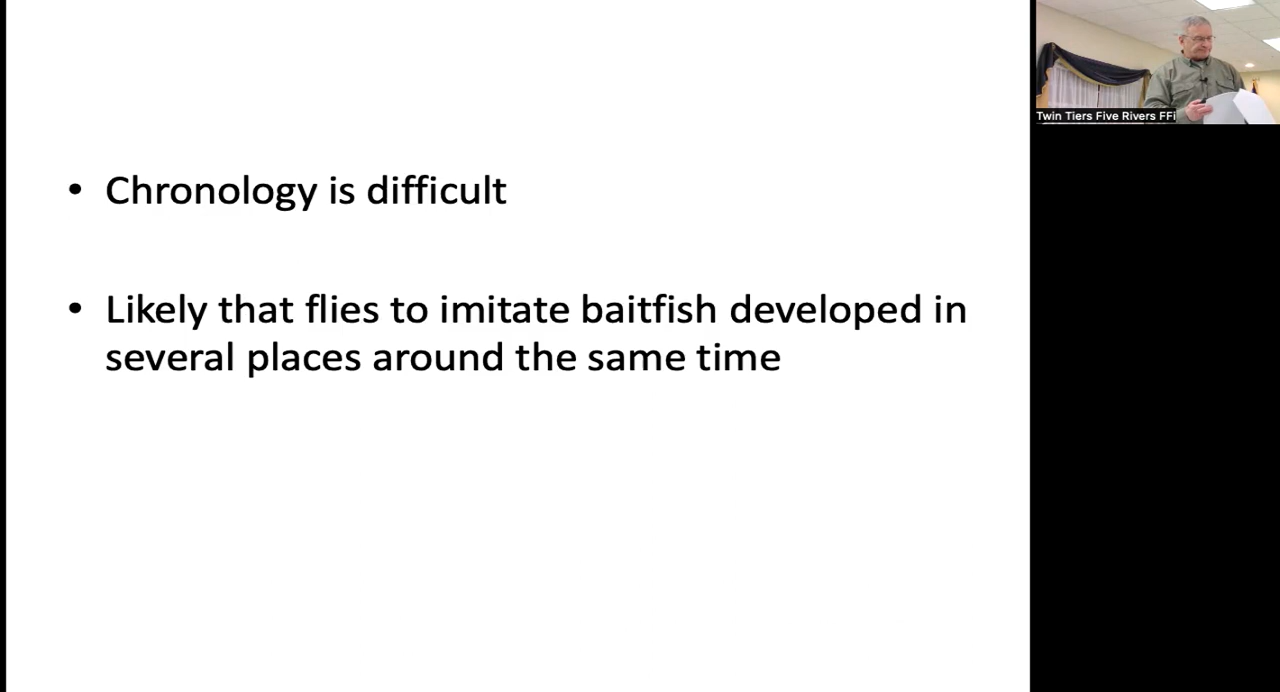 • Chronology is difficult
• Likely that flies to imitate baitfish developed in
several places around the same time
Twin Tiers Five Rivers FFi